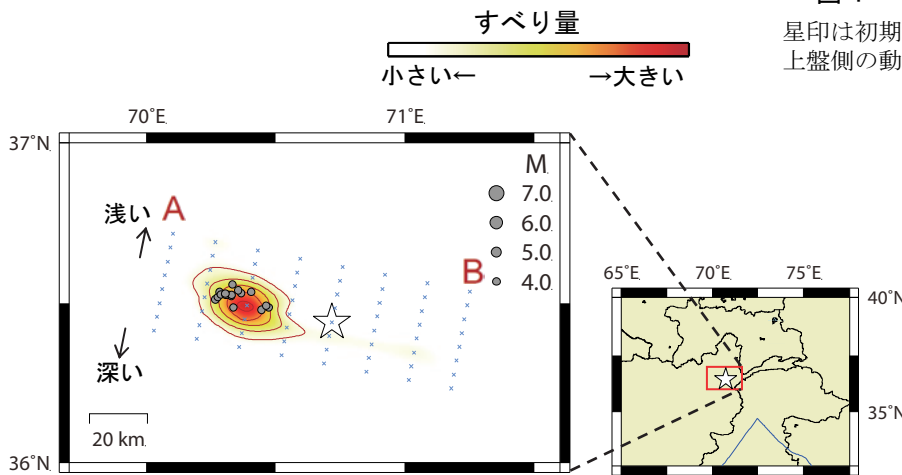 すべり量
小さい← →大きい
星印は初期
上盤側の動
70˚E 71˚E
37˚N
M
浅い A
7.0
6.0
5.0
B
4.0
深い
20 km
36˚N
65˚E 70˚E 75˚E
40˚N
35˚N